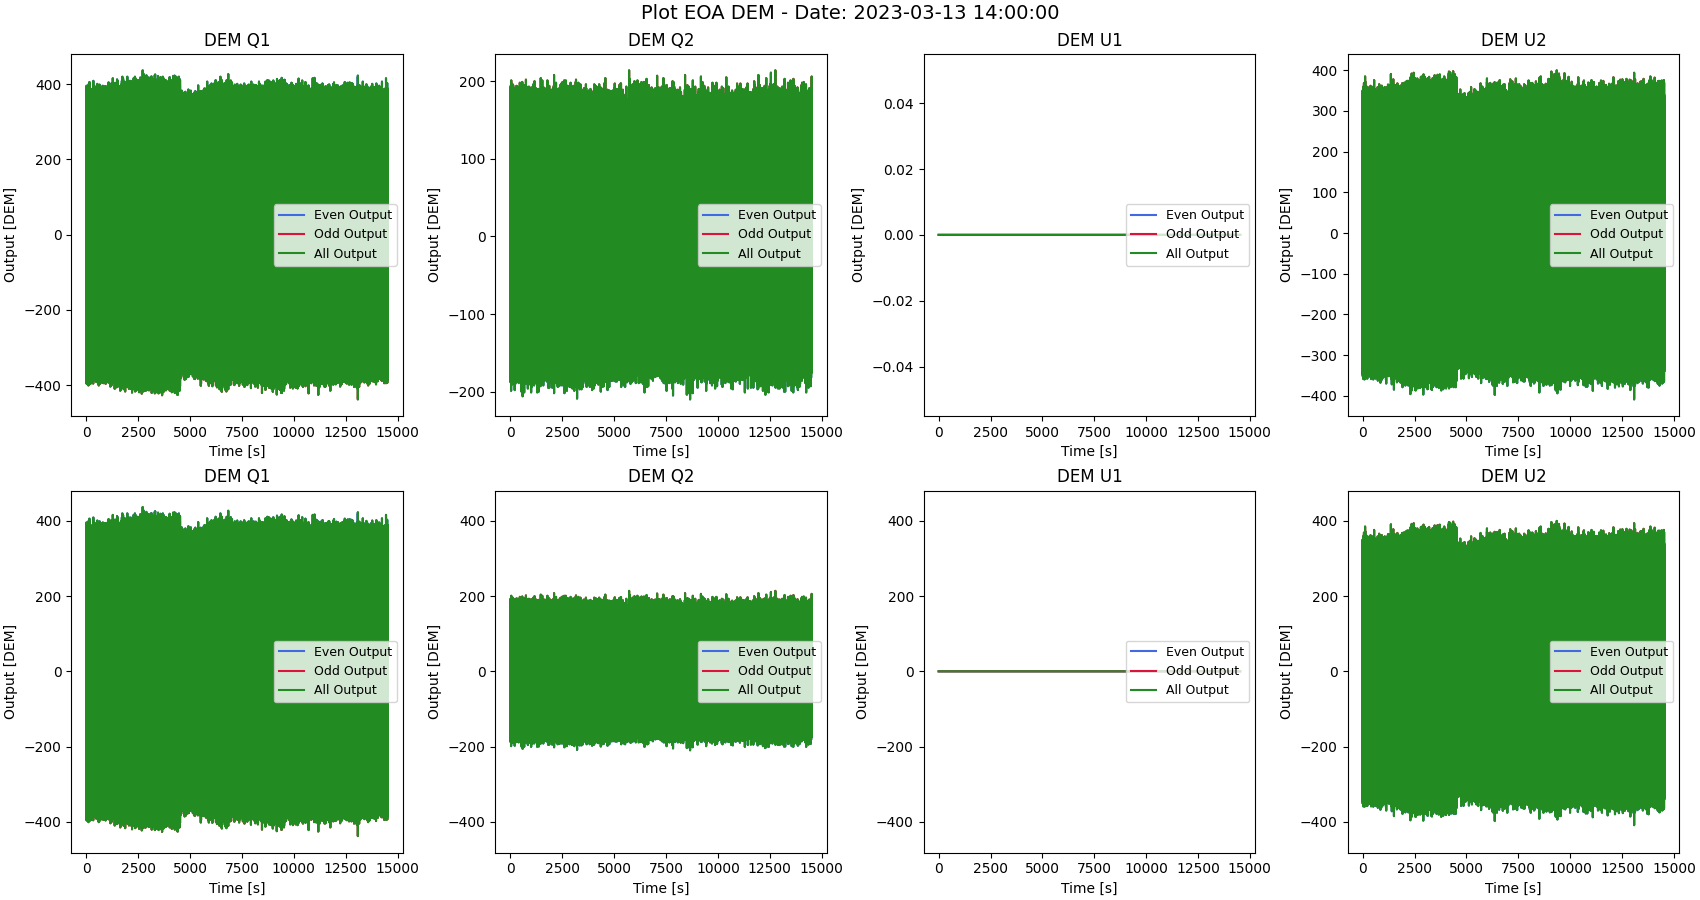 Plot EOA DEM - Date: 2023-03-13 14:00:00
DEM Q1
400
200
0
−200
−400
Output [DEM]
0 2500 5000 7500 10000 12500 15000
Time [s]
Even Output
Odd Output
All Output
DEM Q2
200
100
0
−100
−200
Output [DEM]
0 2500 5000 7500 10000 12500 15000
Time [s]
Even Output
Odd Output
All Output
DEM U1
0.04
0.02
0.00
−0.02
−0.04
Output [DEM]
0 2500 5000 7500 10000 12500 15000
Time [s]
Even Output
Odd Output
All Output
DEM U2
400
300
200
100
0
−100
−200
−300
−400
Output [DEM]
0 2500 5000 7500 10000 12500 15000
Time [s]
Even Output
Odd Output
All Output
DEM Q1
400
200
0
−200
−400
Output [DEM]
0 2500 5000 7500 10000 12500 15000
Time [s]
Even Output
Odd Output
All Output
DEM Q2
400
200
0
−200
−400
Output [DEM]
0 2500 5000 7500 10000 12500 15000
Time [s]
Even Output
Odd Output
All Output
DEM U1
400
200
0
−200
−400
Output [DEM]
0 2500 5000 7500 10000 12500 15000
Time [s]
Even Output
Odd Output
All Output
DEM U2
400
200
0
−200
−400
Output [DEM]
0 2500 5000 7500 10000 12500 15000
Time [s]
Even Output
Odd Output
All Output